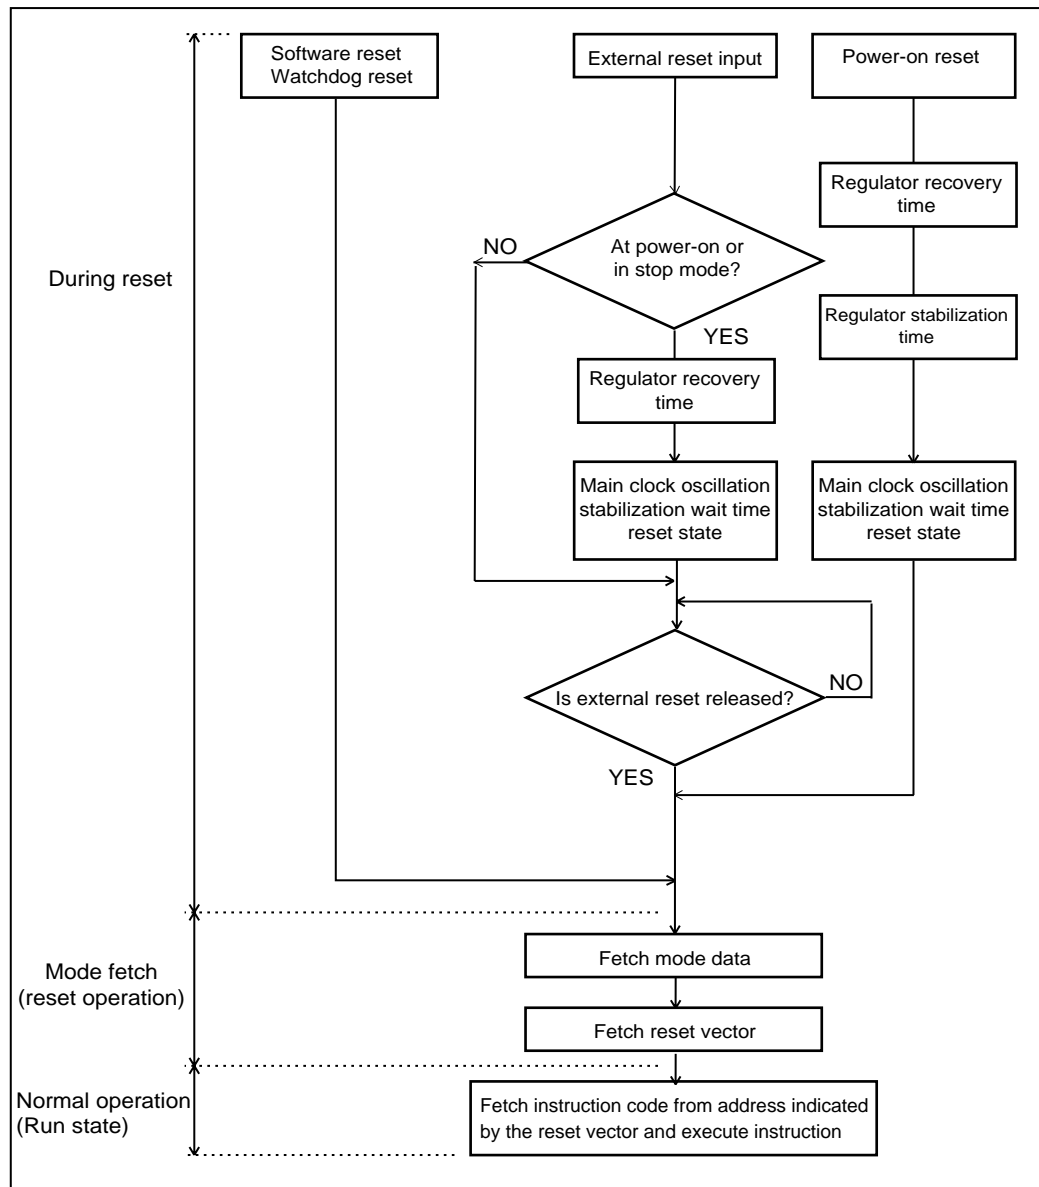 Software reset
Watchdog reset
External reset input
Power-on reset
Regulator recovery
time
At power-on or
in stop mode?
NO
During reset
Regulator stabilization
time
YES
Regulator recovery
time
Main clock oscillation
stabilization wait time
reset state
Main clock oscillation
stabilization wait time
reset state
Is external reset released?
NO
YES
Mode fetch
(reset operation)
Fetch mode data
Fetch reset vector
Normal operation
(Run state)
Fetch instruction code from address indicated
by the reset vector and execute instruction